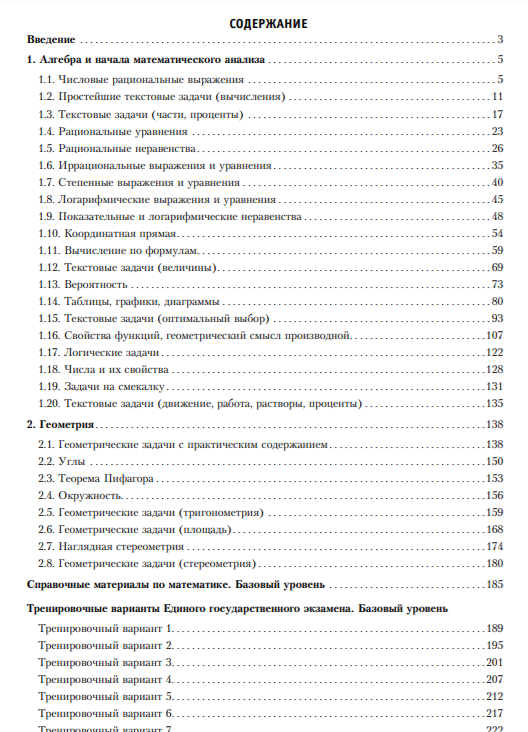 СОДЕРЖАНИЕ
Введение 3
1. Алгебра и начала математического анализа 5
1.1. Числовые рациональные выражения 5
1.2. Простейшие текстовые задачи (вычисления) 11
1.3. Текстовые задачи (части, проценты) 17
1.4. Рациональные уравнения 23
1.5. Рациональные неравенства 26
1.6. Иррациональные выражения и уравнения 35
1.7. Степенные выражения и уравнения 40
1.8. Логарифмические выражения и уравнения 45
1.9. Показательные и логарифмические неравенства 48
1.10. Координатная прямая 54
1.11. Вычисление по формулам 59
1.12. Текстовые задачи (величины) 69
1.13. Вероятность 73
1.14. Таблицы, графики, диаграммы 80
1.15. Текстовые задачи (оптимальный выбор) 93
1.16. Свойства функций, геометрический смысл производной 107
1.17. Логические задачи 122
1.18. Числа и их свойства 128
1.19. Задачи на смекалку 131
1.20. Текстовые задачи (движение, работа, растворы, проценты) 135
2. Геометрия 138
2.1. Геометрические задачи с практическим содержанием 138
2.2. Углы 150
2.3. Теорема Пифагора 153
2.4. Окружность 156
2.5. Геометрические задачи (тригонометрия) 159
2.6. Геометрические задачи (площадь) 168
2.7. Наглядная стереометрия 174
2.8. Геометрические задачи (стереометрия) 180
Справочные материалы по математике. Базовый уровень 185
Тренировочные варианты Единого государственного экзамена. Базовый уровень
Тренировочный вариант 1 189
Тренировочный вариант 2 195
Тренировочный вариант 3 201
Тренировочный вариант 4 207
Тренировочный вариант 5 212
Тренировочный вариант 6 217
Тренировочный вариант 7 222